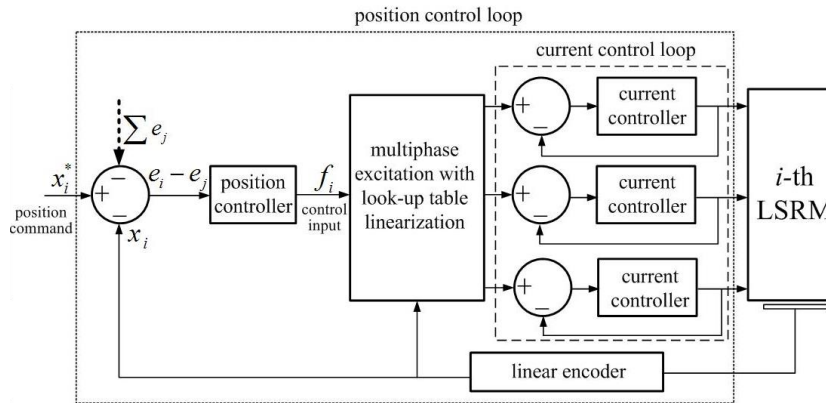 position control loop
current control loop
∑ e_j
x_i^*
+
−
−
e_i − e_j
position
command
x_i
position
controller
f_i
control
input
multiphase
excitation with
look-up table
linearization
+
−
current
controller
+
−
current
controller
+
−
current
controller
i-th
LSRM
linear encoder